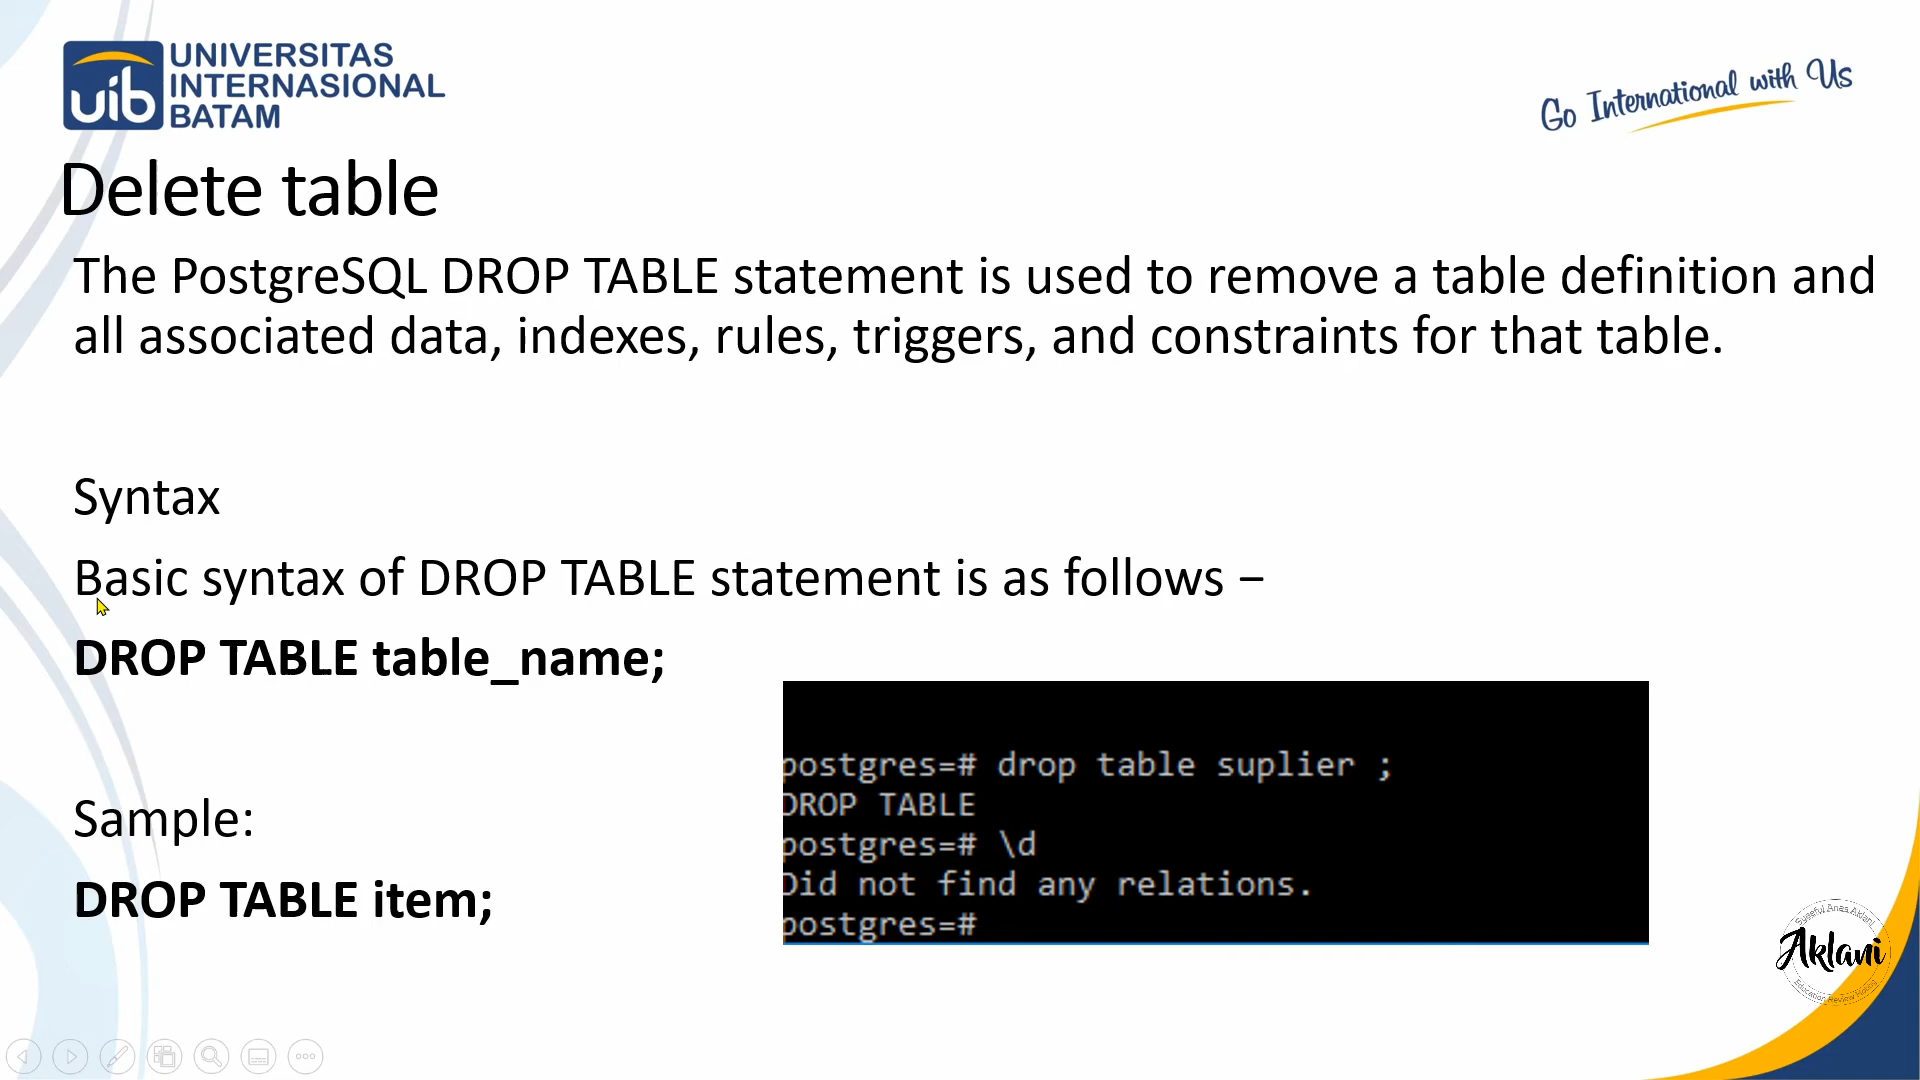 UNIVERSITAS
INTERNASIONAL
BATAM
uib
Go International with Us
Delete table
The PostgreSQL DROP TABLE statement is used to remove a table definition and
all associated data, indexes, rules, triggers, and constraints for that table.
Syntax
Basic syntax of DROP TABLE statement is as follows −
DROP TABLE table_name;
Sample:
DROP TABLE item;
postgres=# drop table suplier ;
DROP TABLE
postgres=# \d
Did not find any relations.
postgres=#
Aklani